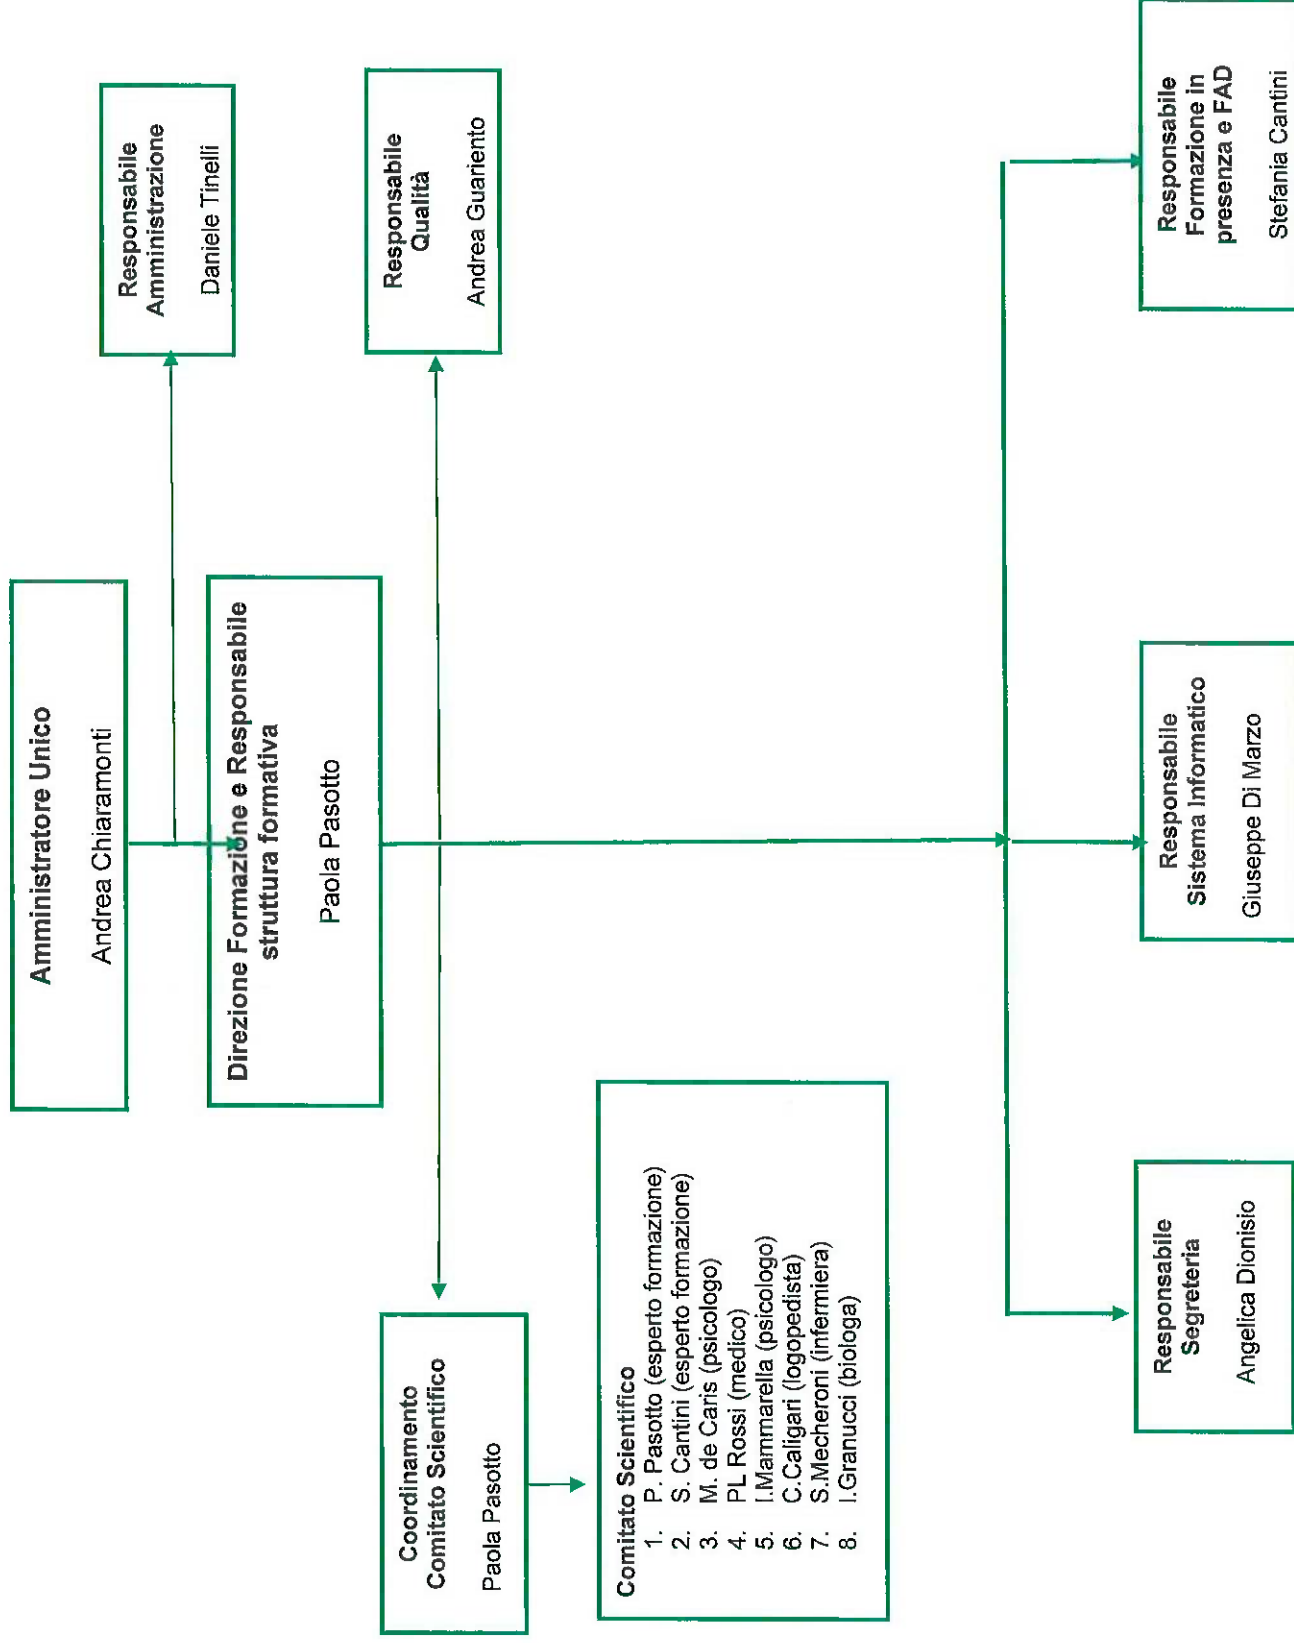 Amministratore Unico
Andrea Chiaramonti
Responsabile
Amministrazione
Daniele Tinelli
Direzione Formazione e Responsabile
struttura formativa
Paola Pasotto
Responsabile
Qualità
Andrea Guariento
Coordinamento
Comitato Scientifico
Paola Pasotto
Comitato Scientifico
1. P. Pasotto (esperto formazione)
2. S. Cantini (esperto formazione)
3. M. de Caris (psicologo)
4. PL Rossi (medico)
5. I.Mammarella (psicologo)
6. C.Caligari (logopedista)
7. S.Mecheroni (infermiera)
8. I.Granucci (biologa)
Responsabile
Segreteria
Angelica Dionisio
Responsabile
Sistema Informatico
Giuseppe Di Marzo
Responsabile
Formazione in
presenza e FAD
Stefania Cantini